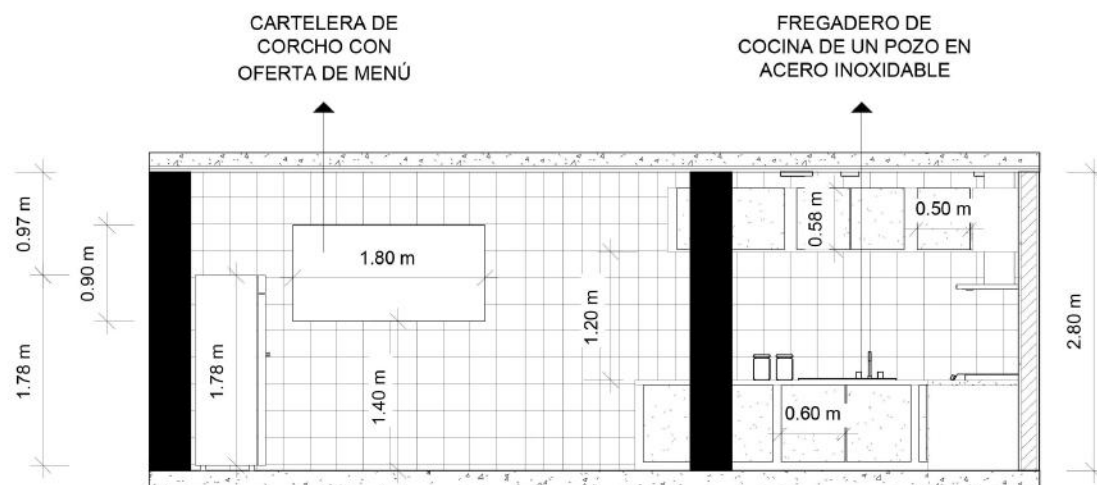 CARTELERA DE
CORCHO CON
OFERTA DE MENÚ
FREGADERO DE
COCINA DE UN POZO EN
ACERO INOXIDABLE
0.97 m
0.90 m
1.78 m
1.78 m
1.80 m
1.40 m
1.20 m
0.58 m
0.50 m
0.60 m
2.80 m